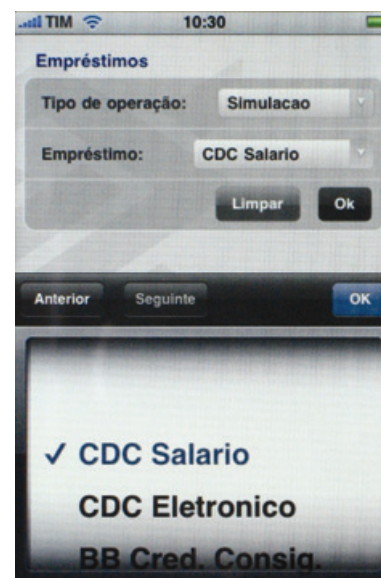 TIM 10:30
Empréstimos
Tipo de operação: Simulacao
Empréstimo: CDC Salario
Limpar Ok
Anterior Seguinte OK
✓ CDC Salario
CDC Eletronico
BB Cred. Consig.